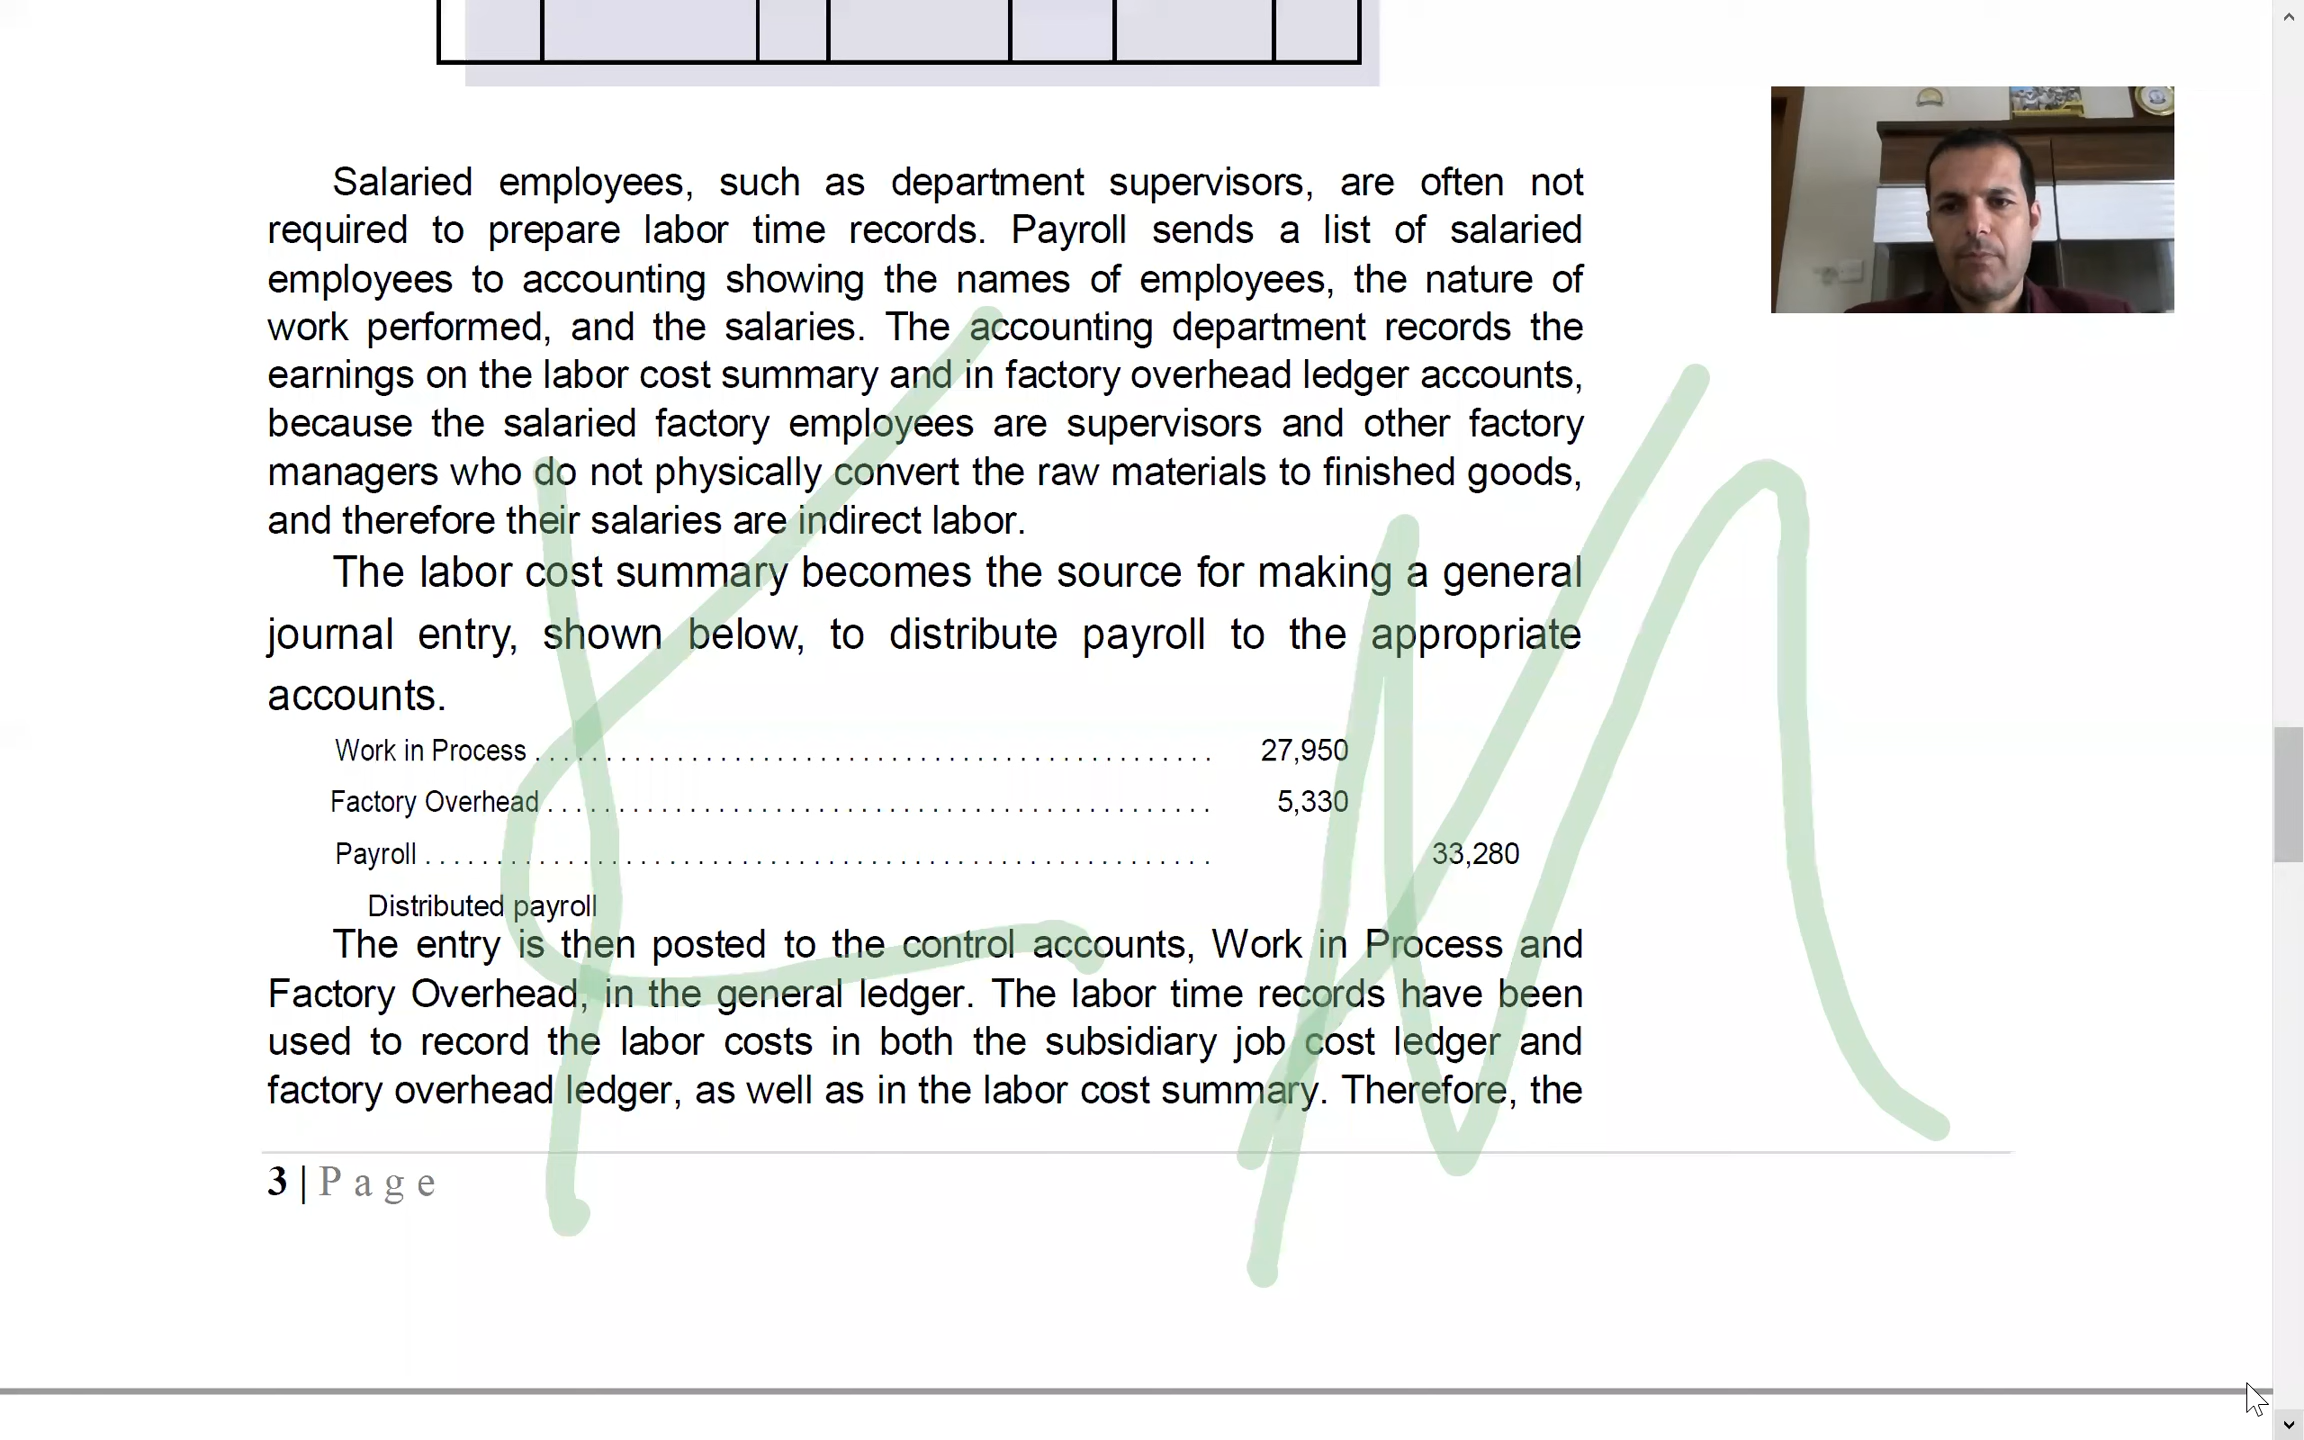 Salaried employees, such as department supervisors, are often not
required to prepare labor time records. Payroll sends a list of salaried
employees to accounting showing the names of employees, the nature of
work performed, and the salaries. The accounting department records the
earnings on the labor cost summary and in factory overhead ledger accounts,
because the salaried factory employees are supervisors and other factory
managers who do not physically convert the raw materials to finished goods,
and therefore their salaries are indirect labor.
The labor cost summary becomes the source for making a general
journal entry, shown below, to distribute payroll to the appropriate
accounts.
Work in Process . . . . . . . . . . . . . . . . . . . . . . . . . . . . . . . . . . . . . . . . . . . . . . . . 27,950
Factory Overhead . . . . . . . . . . . . . . . . . . . . . . . . . . . . . . . . . . . . . . . . . . . . . . . 5,330
Payroll . . . . . . . . . . . . . . . . . . . . . . . . . . . . . . . . . . . . . . . . . . . . . . . . . . . . . . . . 33,280
Distributed payroll
The entry is then posted to the control accounts, Work in Process and
Factory Overhead, in the general ledger. The labor time records have been
used to record the labor costs in both the subsidiary job cost ledger and
factory overhead ledger, as well as in the labor cost summary. Therefore, the
3 | P a g e